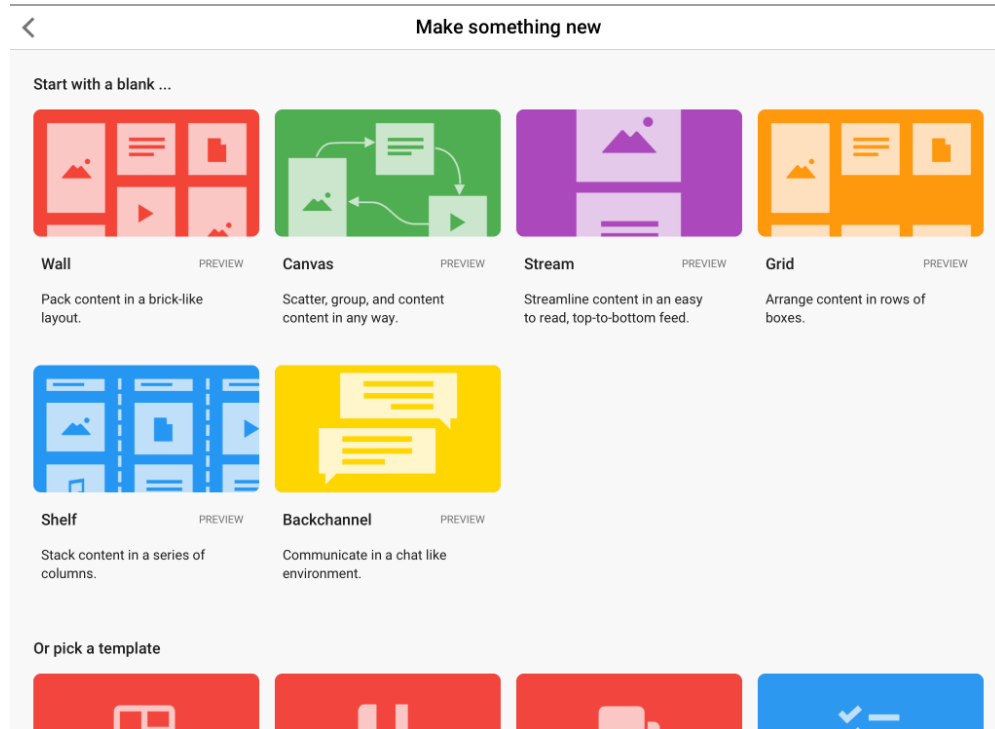 Make something new
Start with a blank ...
Wall PREVIEW
Pack content in a brick-like
layout.
Canvas PREVIEW
Scatter, group, and content
content in any way.
Stream PREVIEW
Streamline content in an easy
to read, top-to-bottom feed.
Grid PREVIEW
Arrange content in rows of
boxes.
Shelf PREVIEW
Stack content in a series of
columns.
Backchannel PREVIEW
Communicate in a chat like
environment.
Or pick a template